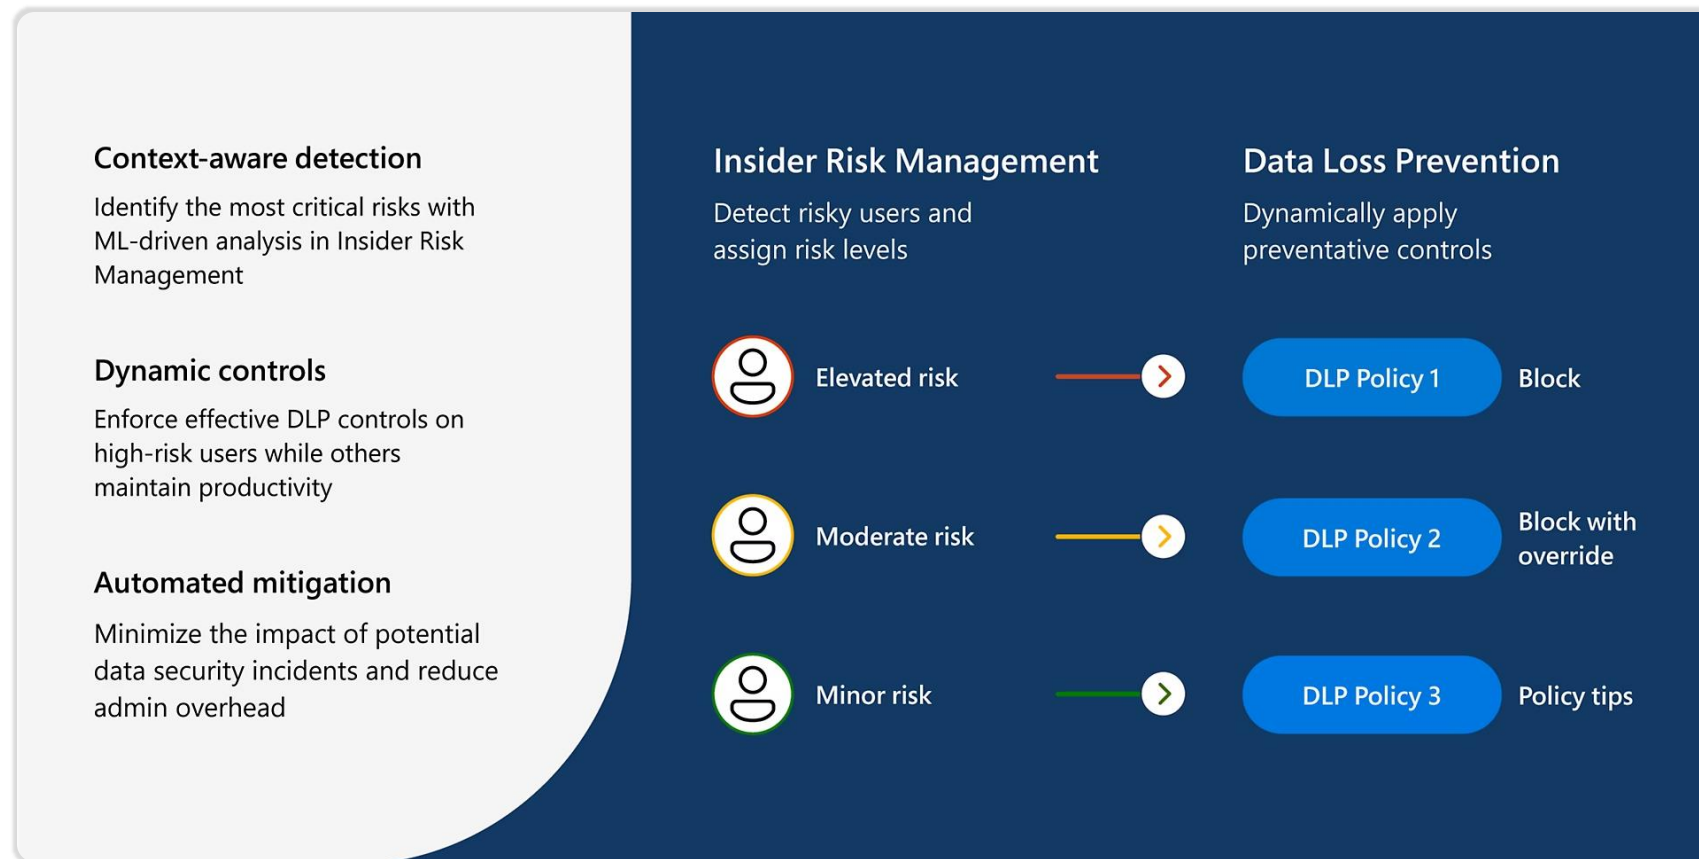 Context-aware detection
Identify the most critical risks with
ML-driven analysis in Insider Risk
Management
Dynamic controls
Enforce effective DLP controls on
high-risk users while others
maintain productivity
Automated mitigation
Minimize the impact of potential
data security incidents and reduce
admin overhead
Insider Risk Management
Detect risky users and
assign risk levels
Data Loss Prevention
Dynamically apply
preventative controls
Elevated risk
DLP Policy 1
Block
Moderate risk
DLP Policy 2
Block with
override
Minor risk
DLP Policy 3
Policy tips